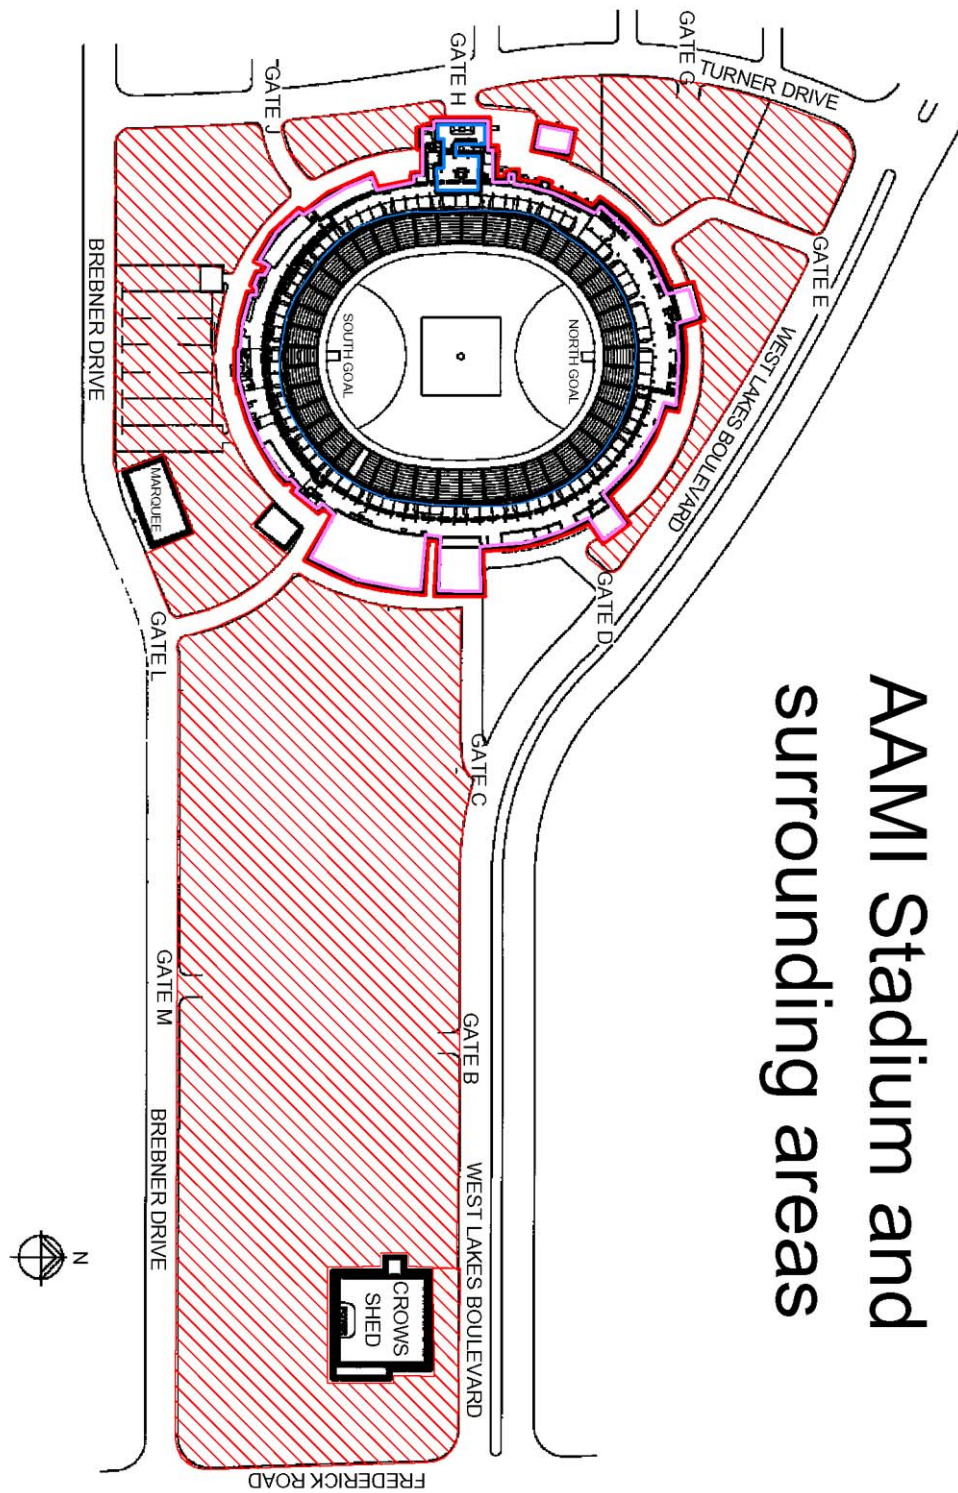 AAMI Stadium and
surrounding areas
GATE H
GATE G
TURNER DRIVE
GATE J
GATE E
BREBNER DRIVE
SOUTH GOAL
NORTH GOAL
WEST LAKES BOULEVARD
MARQUEE
GATE D
GATE L
GATE C
GATE M
GATE B
BREBNER DRIVE
WEST LAKES BOULEVARD
N
CROWS
SHED
FREDERICK ROAD